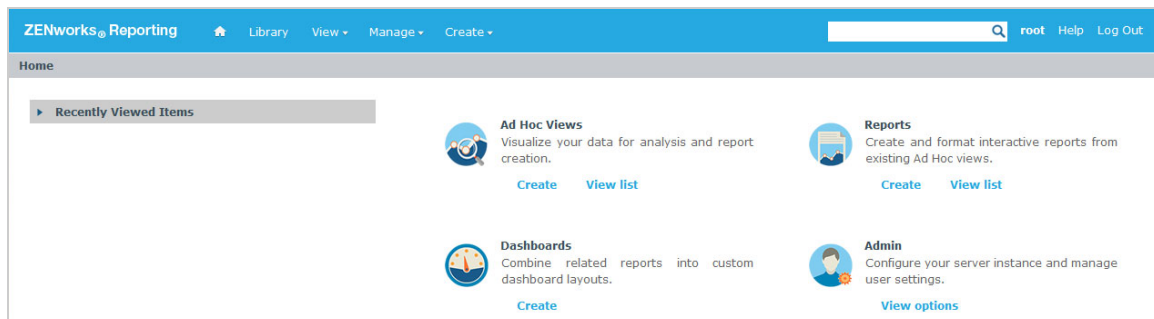 ZENworks® Reporting Library View Manage Create root Help Log Out
Home
Recently Viewed Items
Ad Hoc Views
Visualize your data for analysis and report
creation.
Create View list
Reports
Create and format interactive reports from
existing Ad Hoc views.
Create View list
Dashboards
Combine related reports into custom
dashboard layouts.
Create
Admin
Configure your server instance and manage
user settings.
View options